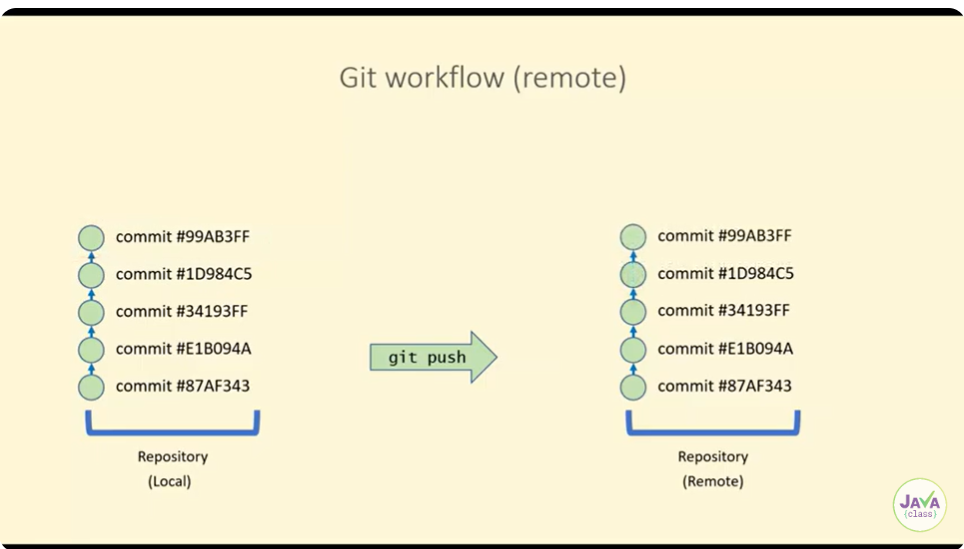 Git workflow (remote)
commit #99AB3FF
commit #1D984C5
commit #34193FF
commit #E1B094A
commit #87AF343
Repository
(Local)
git push
commit #99AB3FF
commit #1D984C5
commit #34193FF
commit #E1B094A
commit #87AF343
Repository
(Remote)
JAVA
{class}